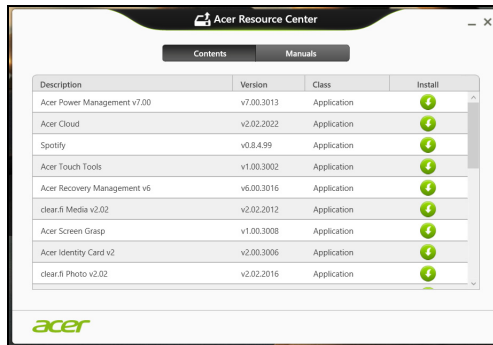 Acer Resource Center
Contents Manuals
Description Version Class Install
Acer Power Management v7.00 v7.00.3013 Application
Acer Cloud v2.02.2022 Application
Spotify v0.8.4.99 Application
Acer Touch Tools v1.00.3002 Application
Acer Recovery Management v6 v6.00.3016 Application
clear.fi Media v2.02 v2.02.2012 Application
Acer Screen Grasp v1.00.3008 Application
Acer Identity Card v2 v2.00.3006 Application
clear.fi Photo v2.02 v2.02.2016 Application
acer